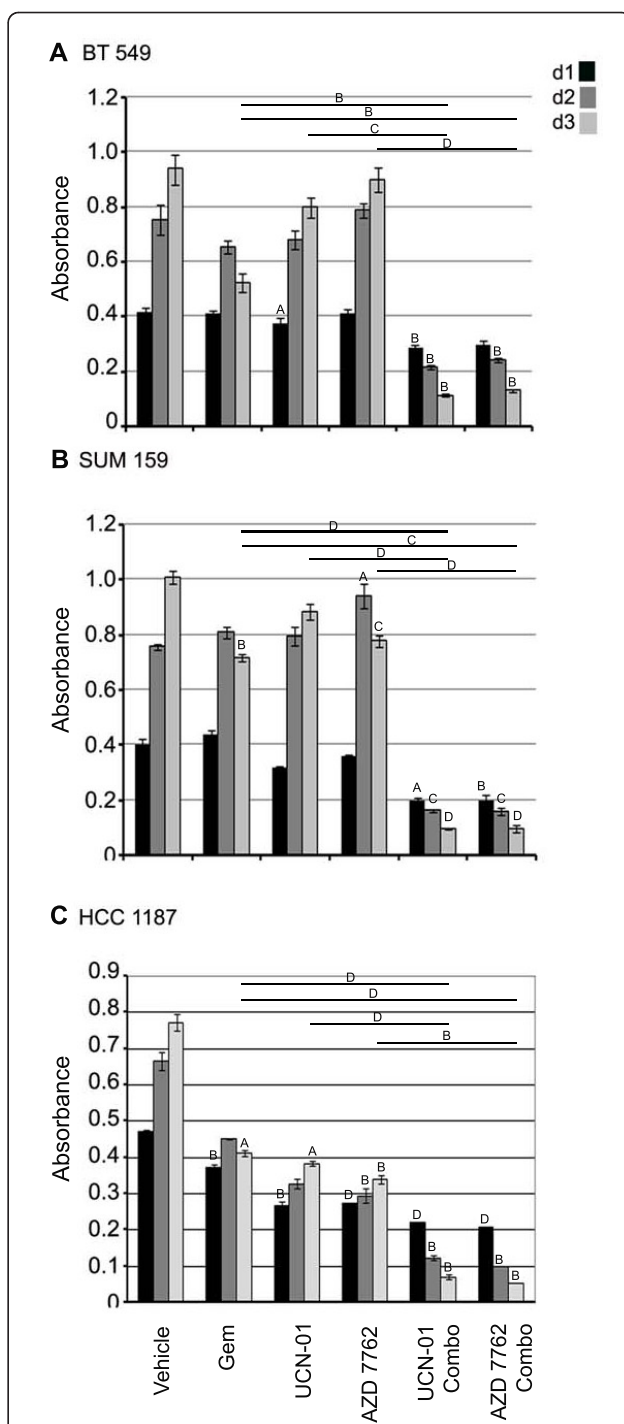 A BT 549
d1
d2
d3
Absorbance
1.2
1.0
0.8
0.6
0.4
0.2
0
B
B
C
D
A
B
B
B
B
B
B SUM 159
Absorbance
1.2
1.0
0.8
0.6
0.4
0.2
0
D
C
D
D
B
A
C
A
C
D
B
C
D
C HCC 1187
Absorbance
0.9
0.8
0.7
0.6
0.5
0.4
0.3
0.2
0.1
0
D
D
D
B
B
A
B
A
D
B
B
D
B
B
D
B
B
Vehicle
Gem
UCN-01
AZD 7762
UCN-01
Combo
AZD 7762
Combo